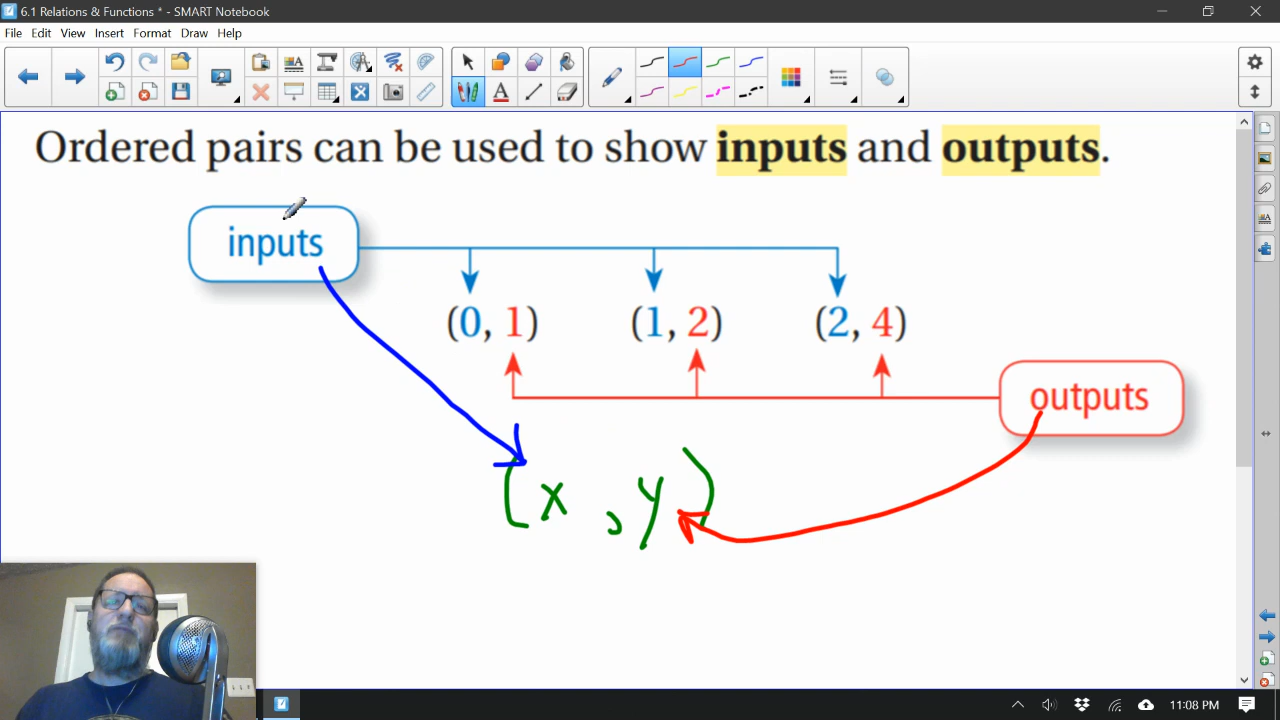 6.1 Relations & Functions * - SMART Notebook
File Edit View Insert Format Draw Help
Ordered pairs can be used to show inputs and outputs.
inputs
(0, 1) (1, 2) (2, 4)
outputs
(x , y)
11:08 PM